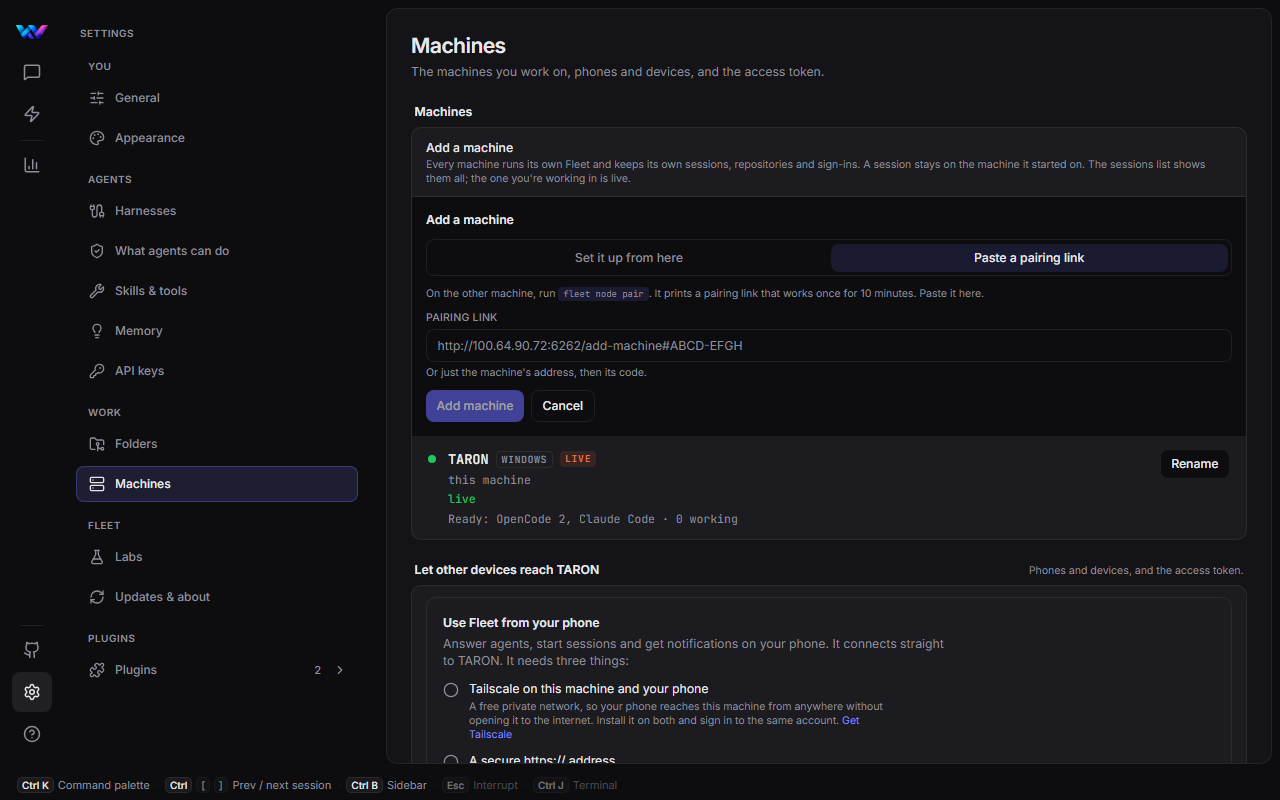 SETTINGS
YOU
General
Appearance
AGENTS
Harnesses
What agents can do
Skills & tools
Memory
API keys
WORK
Folders
Machines
FLEET
Labs
Updates & about
PLUGINS
Plugins 2
Machines
The machines you work on, phones and devices, and the access token.
Machines
Add a machine
Every machine runs its own Fleet and keeps its own sessions, repositories and sign-ins. A session stays on the machine it started on. The sessions list shows
them all; the one you're working in is live.
Add a machine
Set it up from here Paste a pairing link
On the other machine, run fleet node pair. It prints a pairing link that works once for 10 minutes. Paste it here.
PAIRING LINK
http://100.64.90.72:6262/add-machine#ABCD-EFGH
Or just the machine's address, then its code.
Add machine Cancel
TARON WINDOWS LIVE Rename
this machine
live
Ready: OpenCode 2, Claude Code · 0 working
Let other devices reach TARON Phones and devices, and the access token.
Use Fleet from your phone
Answer agents, start sessions and get notifications on your phone. It connects straight
to TARON. It needs three things:
Tailscale on this machine and your phone
A free private network, so your phone reaches this machine from anywhere without
opening it to the internet. Install it on both and sign in to the same account. Get
Tailscale
A secure https:// address
Ctrl K Command palette Ctrl [ ] Prev / next session Ctrl B Sidebar Esc Interrupt Ctrl J Terminal